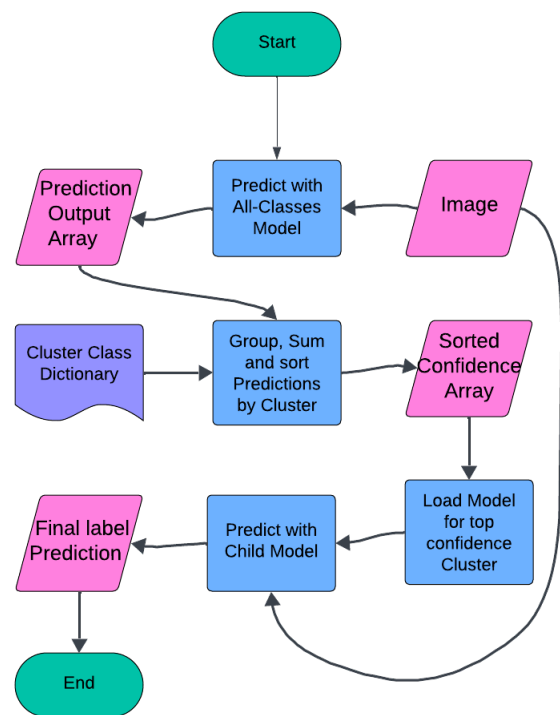 Start
Prediction
Output
Array
Predict with
All-Classes
Model
Image
Cluster Class
Dictionary
Group, Sum
and sort
Predictions
by Cluster
Sorted
Confidence
Array
Final label
Prediction
Predict with
Child Model
Load Model
for top
confidence
Cluster
End